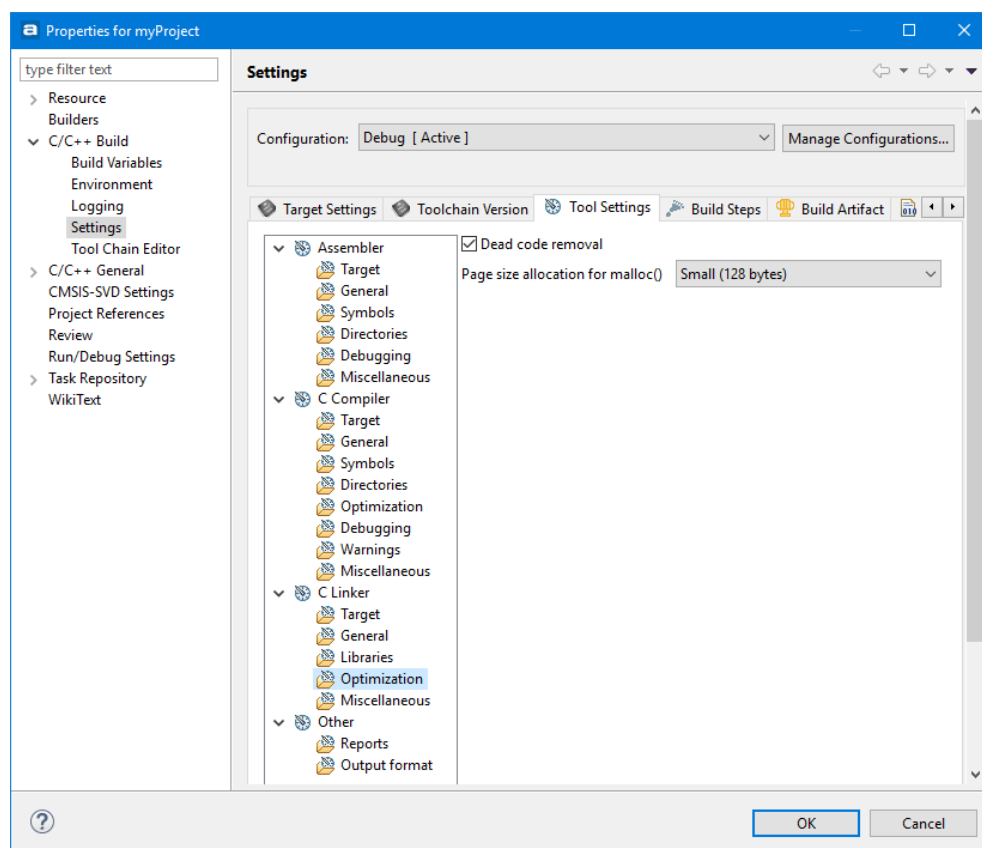 Properties for myProject
type filter text
Resource
Builders
C/C++ Build
Build Variables
Environment
Logging
Settings
Tool Chain Editor
C/C++ General
CMSIS-SVD Settings
Project References
Review
Run/Debug Settings
Task Repository
WikiText
Settings
Configuration: Debug [ Active ] Manage Configurations...
Target Settings Toolchain Version Tool Settings Build Steps Build Artifact
Assembler
Target
General
Symbols
Directories
Debugging
Miscellaneous
C Compiler
Target
General
Symbols
Directories
Optimization
Debugging
Warnings
Miscellaneous
C Linker
Target
General
Libraries
Optimization
Miscellaneous
Other
Reports
Output format
Dead code removal
Page size allocation for malloc() Small (128 bytes)
OK Cancel